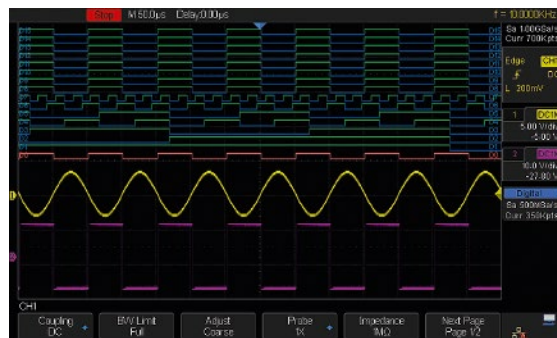 Stop M 50.0µs Delay:0.00µs f = 10.0000KHz
Sa 1.00GSa/s
Curr 700Kpts
Edge CH1
DC
L 200mV
1 DC1X
5.00 V/div
-5.00 V
2
10.0 V/div
-27.80 V
Digital
Sa 500MSa/s
Curr 350Kpts
CH1
Coupling BW Limit Adjust Probe Impedance Next Page
DC Full Coarse 1X 1MΩ Page 1/2